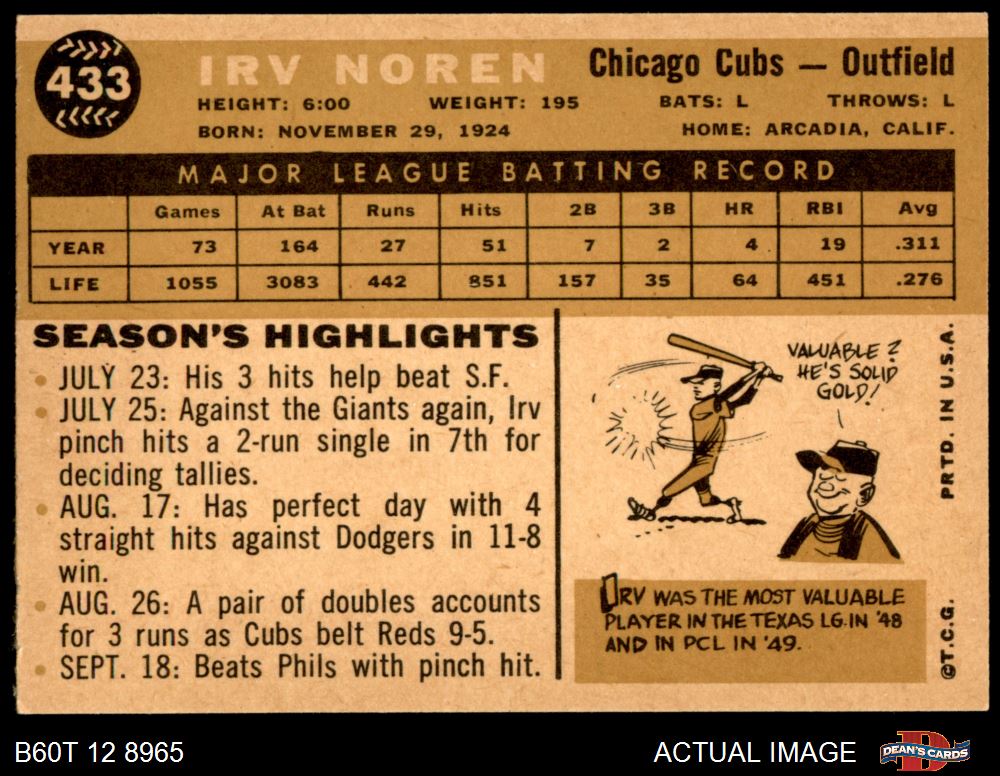 433
IRV NOREN
Chicago Cubs — Outfield
HEIGHT: 6:00 WEIGHT: 195 BATS: L THROWS: L
BORN: NOVEMBER 29, 1924 HOME: ARCADIA, CALIF.
MAJOR LEAGUE BATTING RECORD
Games At Bat Runs Hits 2B 3B HR RBI Avg
YEAR 73 164 27 51 7 2 4 19 .311
LIFE 1055 3083 442 851 157 35 64 451 .276
SEASON'S HIGHLIGHTS
• JULY 23: His 3 hits help beat S.F.
• JULY 25: Against the Giants again, Irv
pinch hits a 2-run single in 7th for
deciding tallies.
• AUG. 17: Has perfect day with 4
straight hits against Dodgers in 11-8
win.
• AUG. 26: A pair of doubles accounts
for 3 runs as Cubs belt Reds 9-5.
• SEPT. 18: Beats Phils with pinch hit.
VALUABLE?
HE'S SOLID
GOLD!
IRV WAS THE MOST VALUABLE
PLAYER IN THE TEXAS LG. IN '48
AND IN PCL IN '49.
©T.C.G. PRTD. IN U.S.A.
B60T 12 8965
ACTUAL IMAGE
D
DEAN'S CARDS